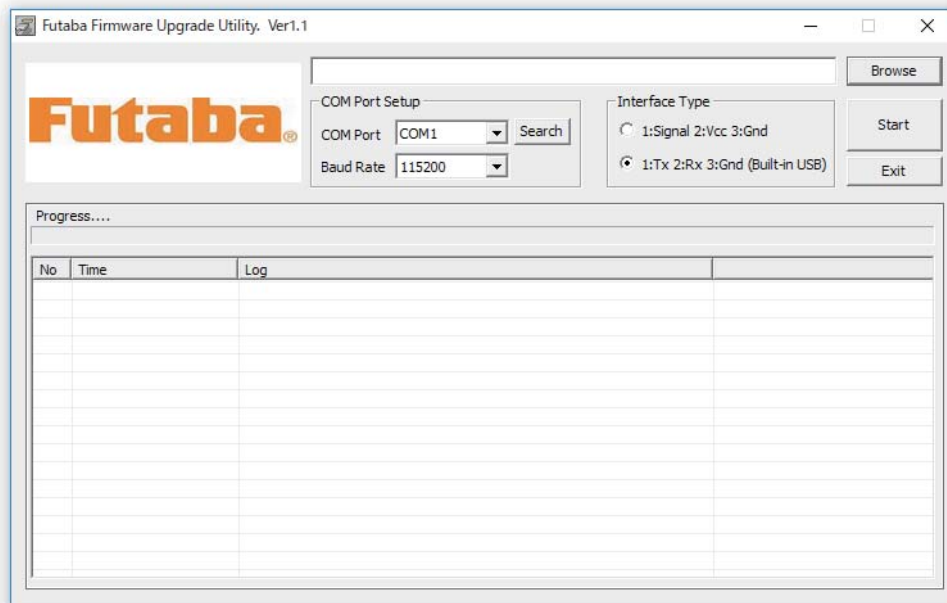 Futaba Firmware Upgrade Utility. Ver1.1
Futaba®
Browse
COM Port Setup
COM Port COM1 Search
Baud Rate 115200
Interface Type
1:Signal 2:Vcc 3:Gnd
1:Tx 2:Rx 3:Gnd (Built-in USB)
Start
Exit
Progress....
No Time Log